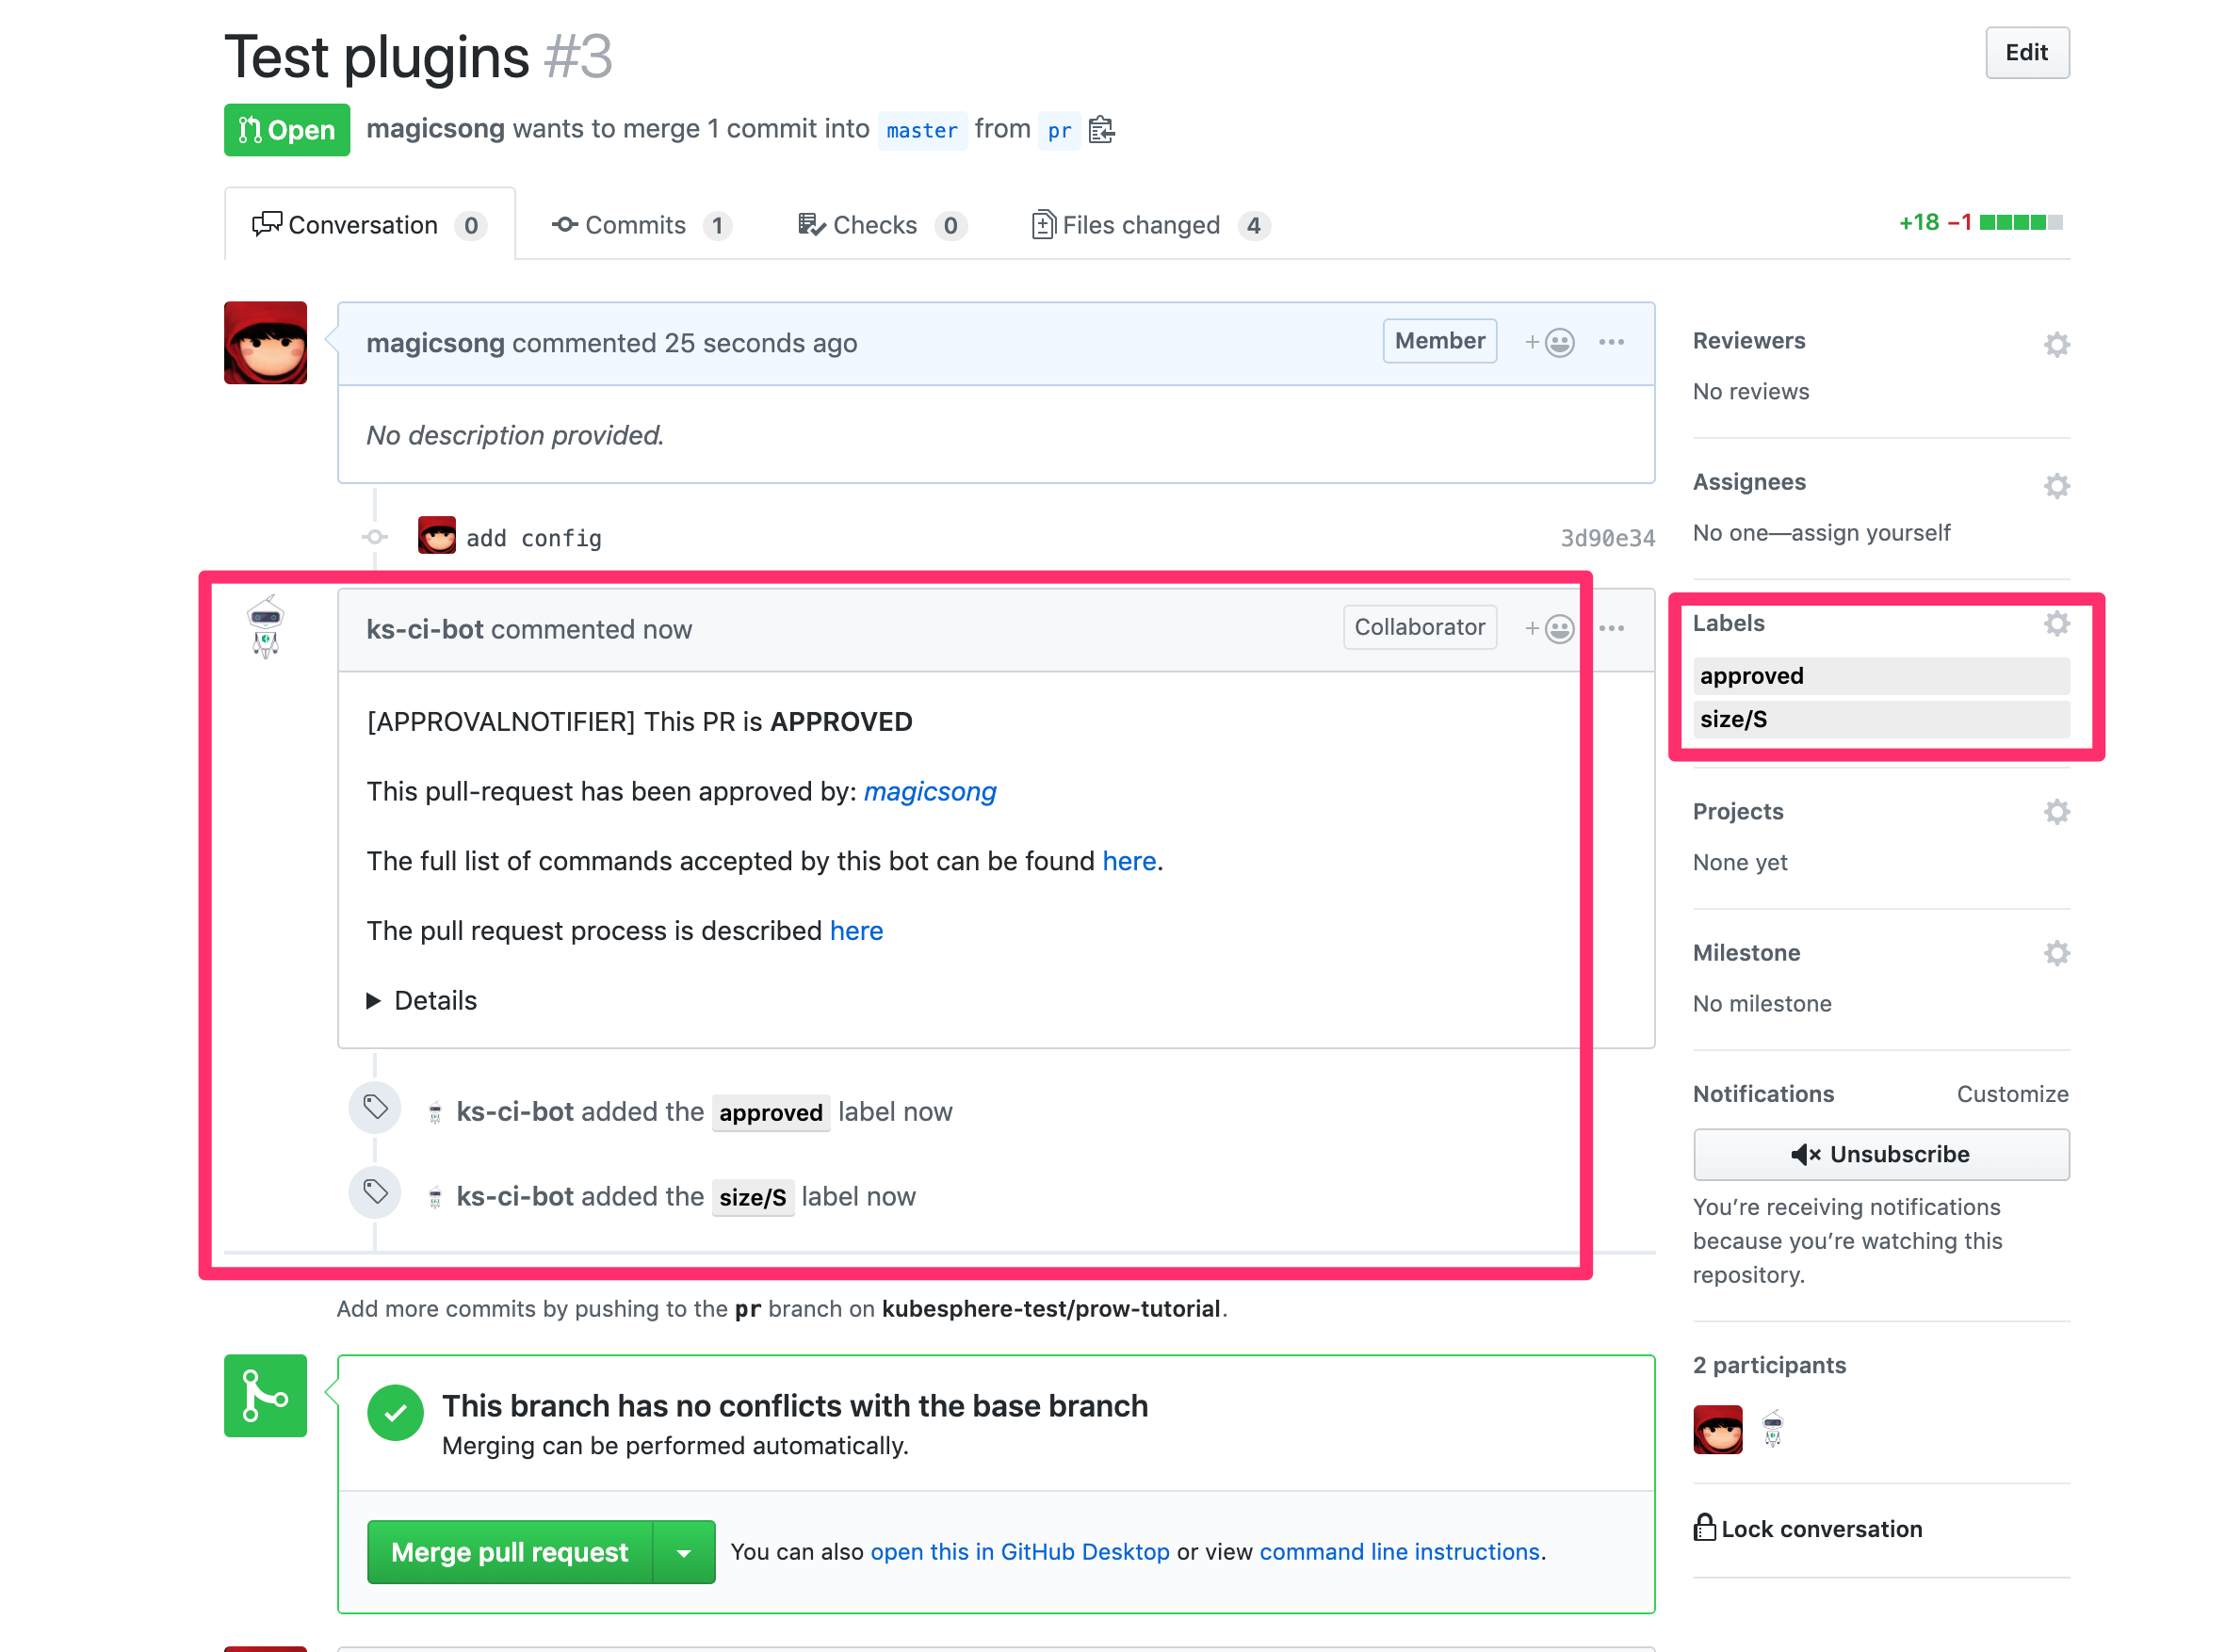 Test plugins #3
Edit
Open
magicsong wants to merge 1 commit into master from pr
Conversation 0
Commits 1
Checks 0
Files changed 4
+18 −1
magicsong commented 25 seconds ago
Member
No description provided.
add config
3d90e34
ks-ci-bot commented now
Collaborator
[APPROVALNOTIFIER] This PR is APPROVED
This pull-request has been approved by: magicsong
The full list of commands accepted by this bot can be found here.
The pull request process is described here
Details
ks-ci-bot added the approved label now
ks-ci-bot added the size/S label now
Add more commits by pushing to the pr branch on kubesphere-test/prow-tutorial.
This branch has no conflicts with the base branch
Merging can be performed automatically.
Merge pull request
You can also open this in GitHub Desktop or view command line instructions.
Reviewers
No reviews
Assignees
No one—assign yourself
Labels
approved
size/S
Projects
None yet
Milestone
No milestone
Notifications
Customize
Unsubscribe
You’re receiving notifications
because you’re watching this
repository.
2 participants
Lock conversation